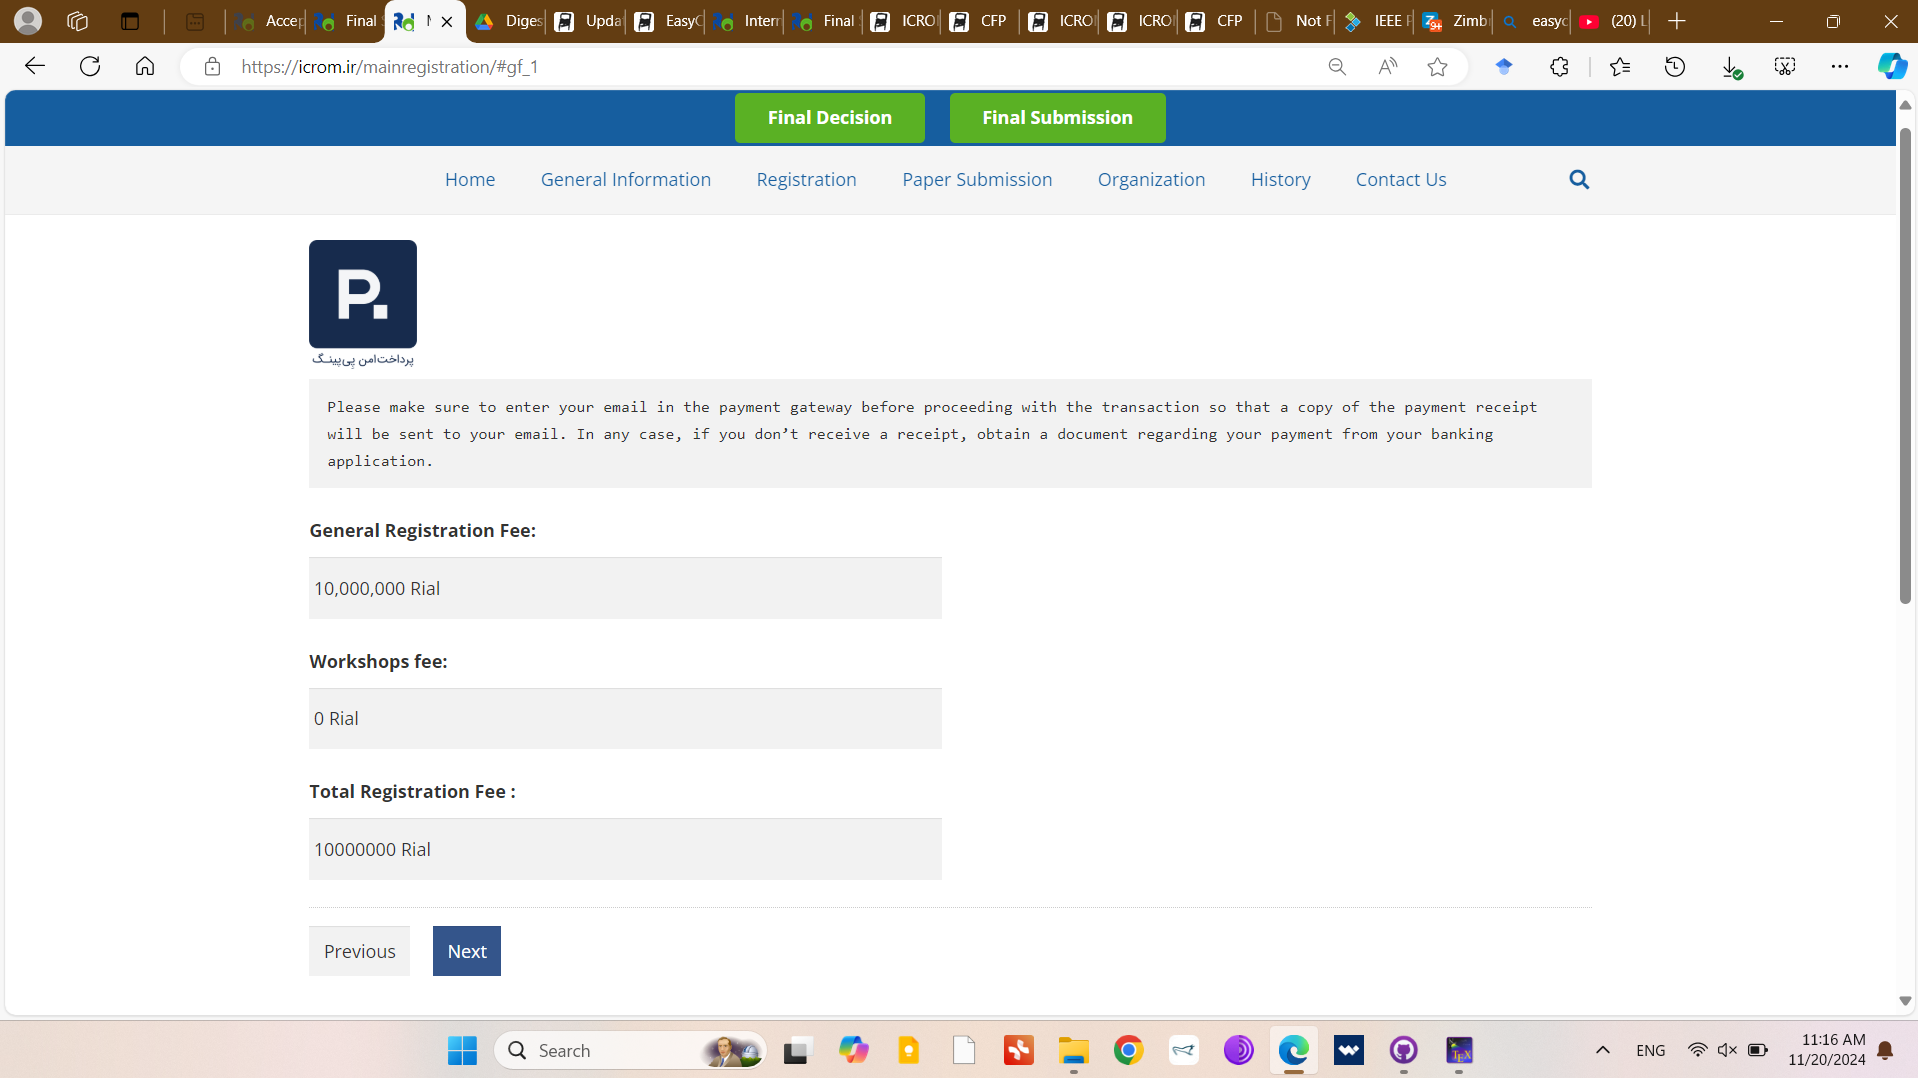 Accep
Final
Diges
Upda
EasyC
Intern
Final
ICRO
CFP
ICRO
ICRO
CFP
Not F
IEEE
Zimb
easyc
(20)
https://icrom.ir/mainregistration/#gf_1
Final Decision
Final Submission
Home
General Information
Registration
Paper Submission
Organization
History
Contact Us
P.
پرداخت امن پِی‌پینگ
Please make sure to enter your email in the payment gateway before proceeding with the transaction so that a copy of the payment receipt
will be sent to your email. In any case, if you don’t receive a receipt, obtain a document regarding your payment from your banking
application.
General Registration Fee:
10,000,000 Rial
Workshops fee:
0 Rial
Total Registration Fee :
10000000 Rial
Previous
Next
Search
ENG
11:16 AM
11/20/2024